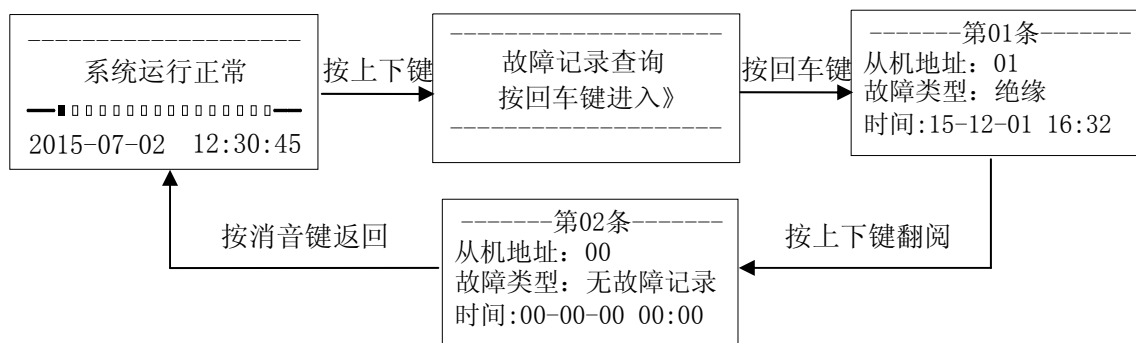 系统运行正常
2015-07-02 12:30:45
按上下键
故障记录查询
按回车键进入》
按回车键
-------第01条-------
从机地址：01
故障类型：绝缘
时间:15-12-01 16:32
按上下键翻阅
-------第02条-------
从机地址：00
故障类型：无故障记录
时间:00-00-00 00:00
按消音键返回